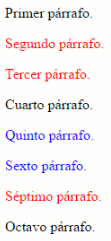 Primer párrafo.
Segundo párrafo.
Tercer párrafo.
Cuarto párrafo.
Quinto párrafo.
Sexto párrafo.
Séptimo párrafo.
Octavo párrafo.